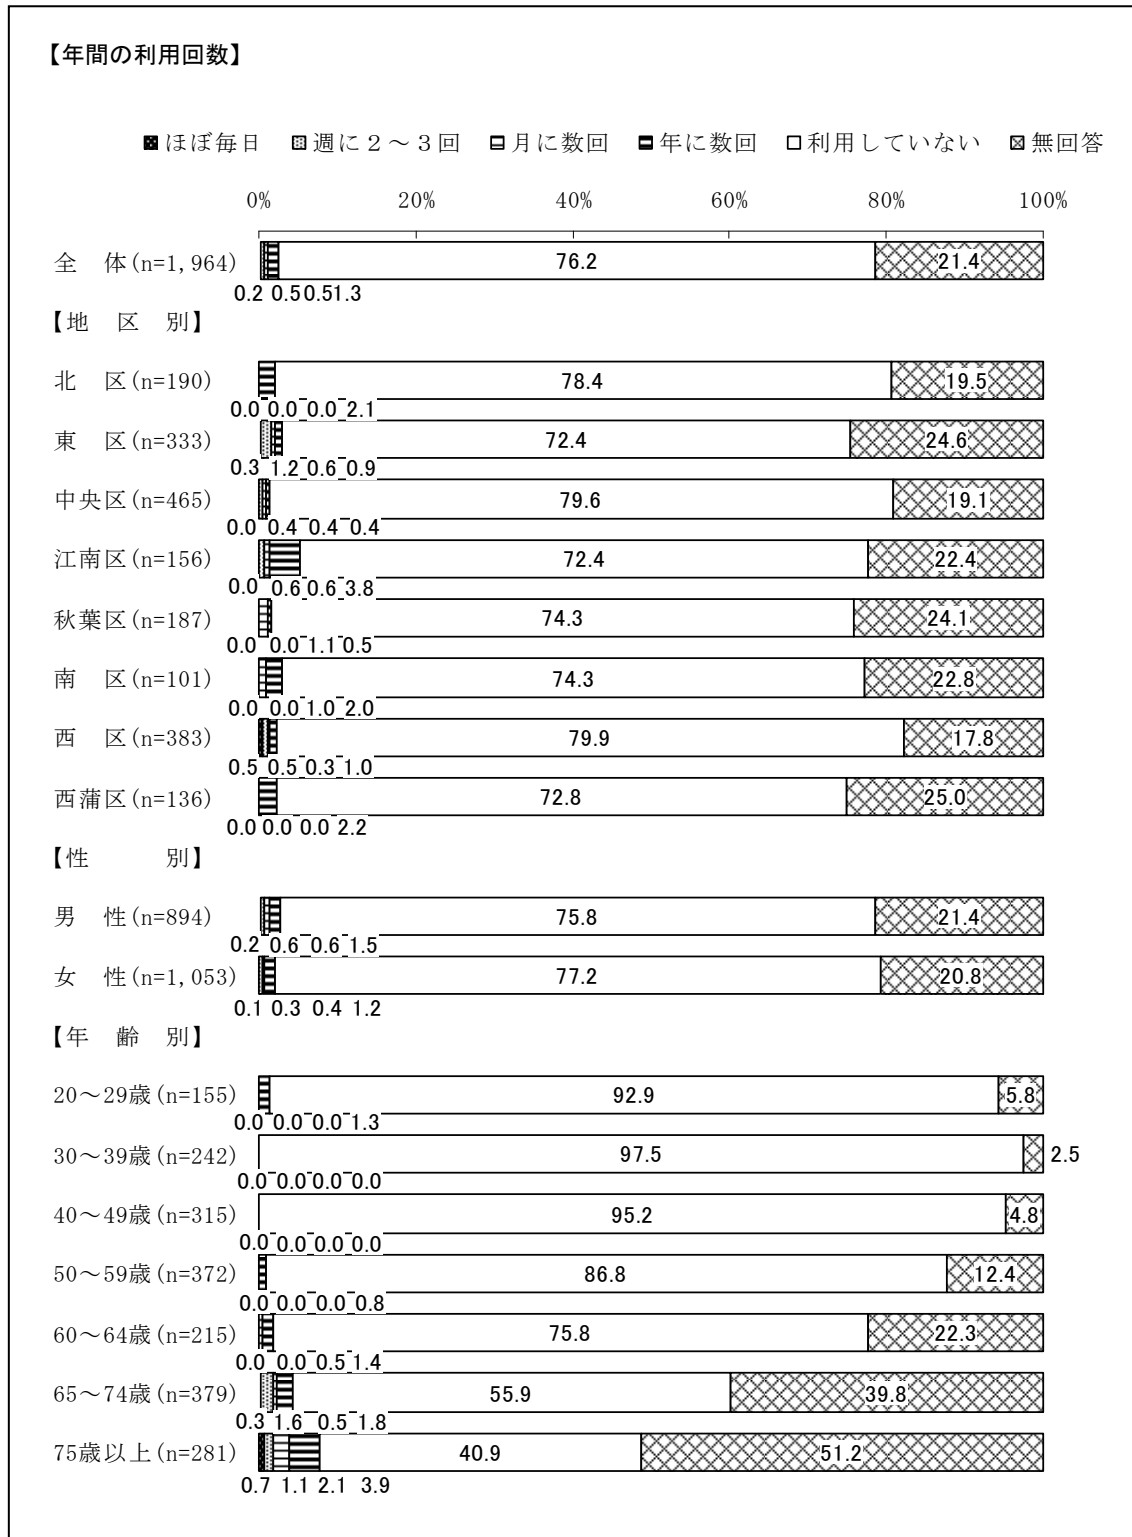 【年間の利用回数】
ほぼ毎日 週に２～３回 月に数回 年に数回 利用していない 無回答
0% 20% 40% 60% 80% 100%
全　体(n=1,964) 76.2 21.4
0.2 0.5 0.5 1.3
【地　区　別】
北　区(n=190) 78.4 19.5
0.0 0.0 0.0 2.1
東　区(n=333) 72.4 24.6
0.3 1.2 0.6 0.9
中央区(n=465) 79.6 19.1
0.0 0.4 0.4 0.4
江南区(n=156) 72.4 22.4
0.0 0.6 0.6 3.8
秋葉区(n=187) 74.3 24.1
0.0 0.0 1.1 0.5
南　区(n=101) 74.3 22.8
0.0 0.0 1.0 2.0
西　区(n=383) 79.9 17.8
0.5 0.5 0.3 1.0
西蒲区(n=136) 72.8 25.0
0.0 0.0 0.0 2.2
【性　　　別】
男　性(n=894) 75.8 21.4
0.2 0.6 0.6 1.5
女　性(n=1,053) 77.2 20.8
0.1 0.3 0.4 1.2
【年　齢　別】
20～29歳(n=155) 92.9 5.8
0.0 0.0 0.0 1.3
30～39歳(n=242) 97.5 2.5
0.0 0.0 0.0 0.0
40～49歳(n=315) 95.2 4.8
0.0 0.0 0.0 0.0
50～59歳(n=372) 86.8 12.4
0.0 0.0 0.0 0.8
60～64歳(n=215) 75.8 22.3
0.0 0.0 0.5 1.4
65～74歳(n=379) 55.9 39.8
0.3 1.6 0.5 1.8
75歳以上(n=281) 40.9 51.2
0.7 1.1 2.1 3.9